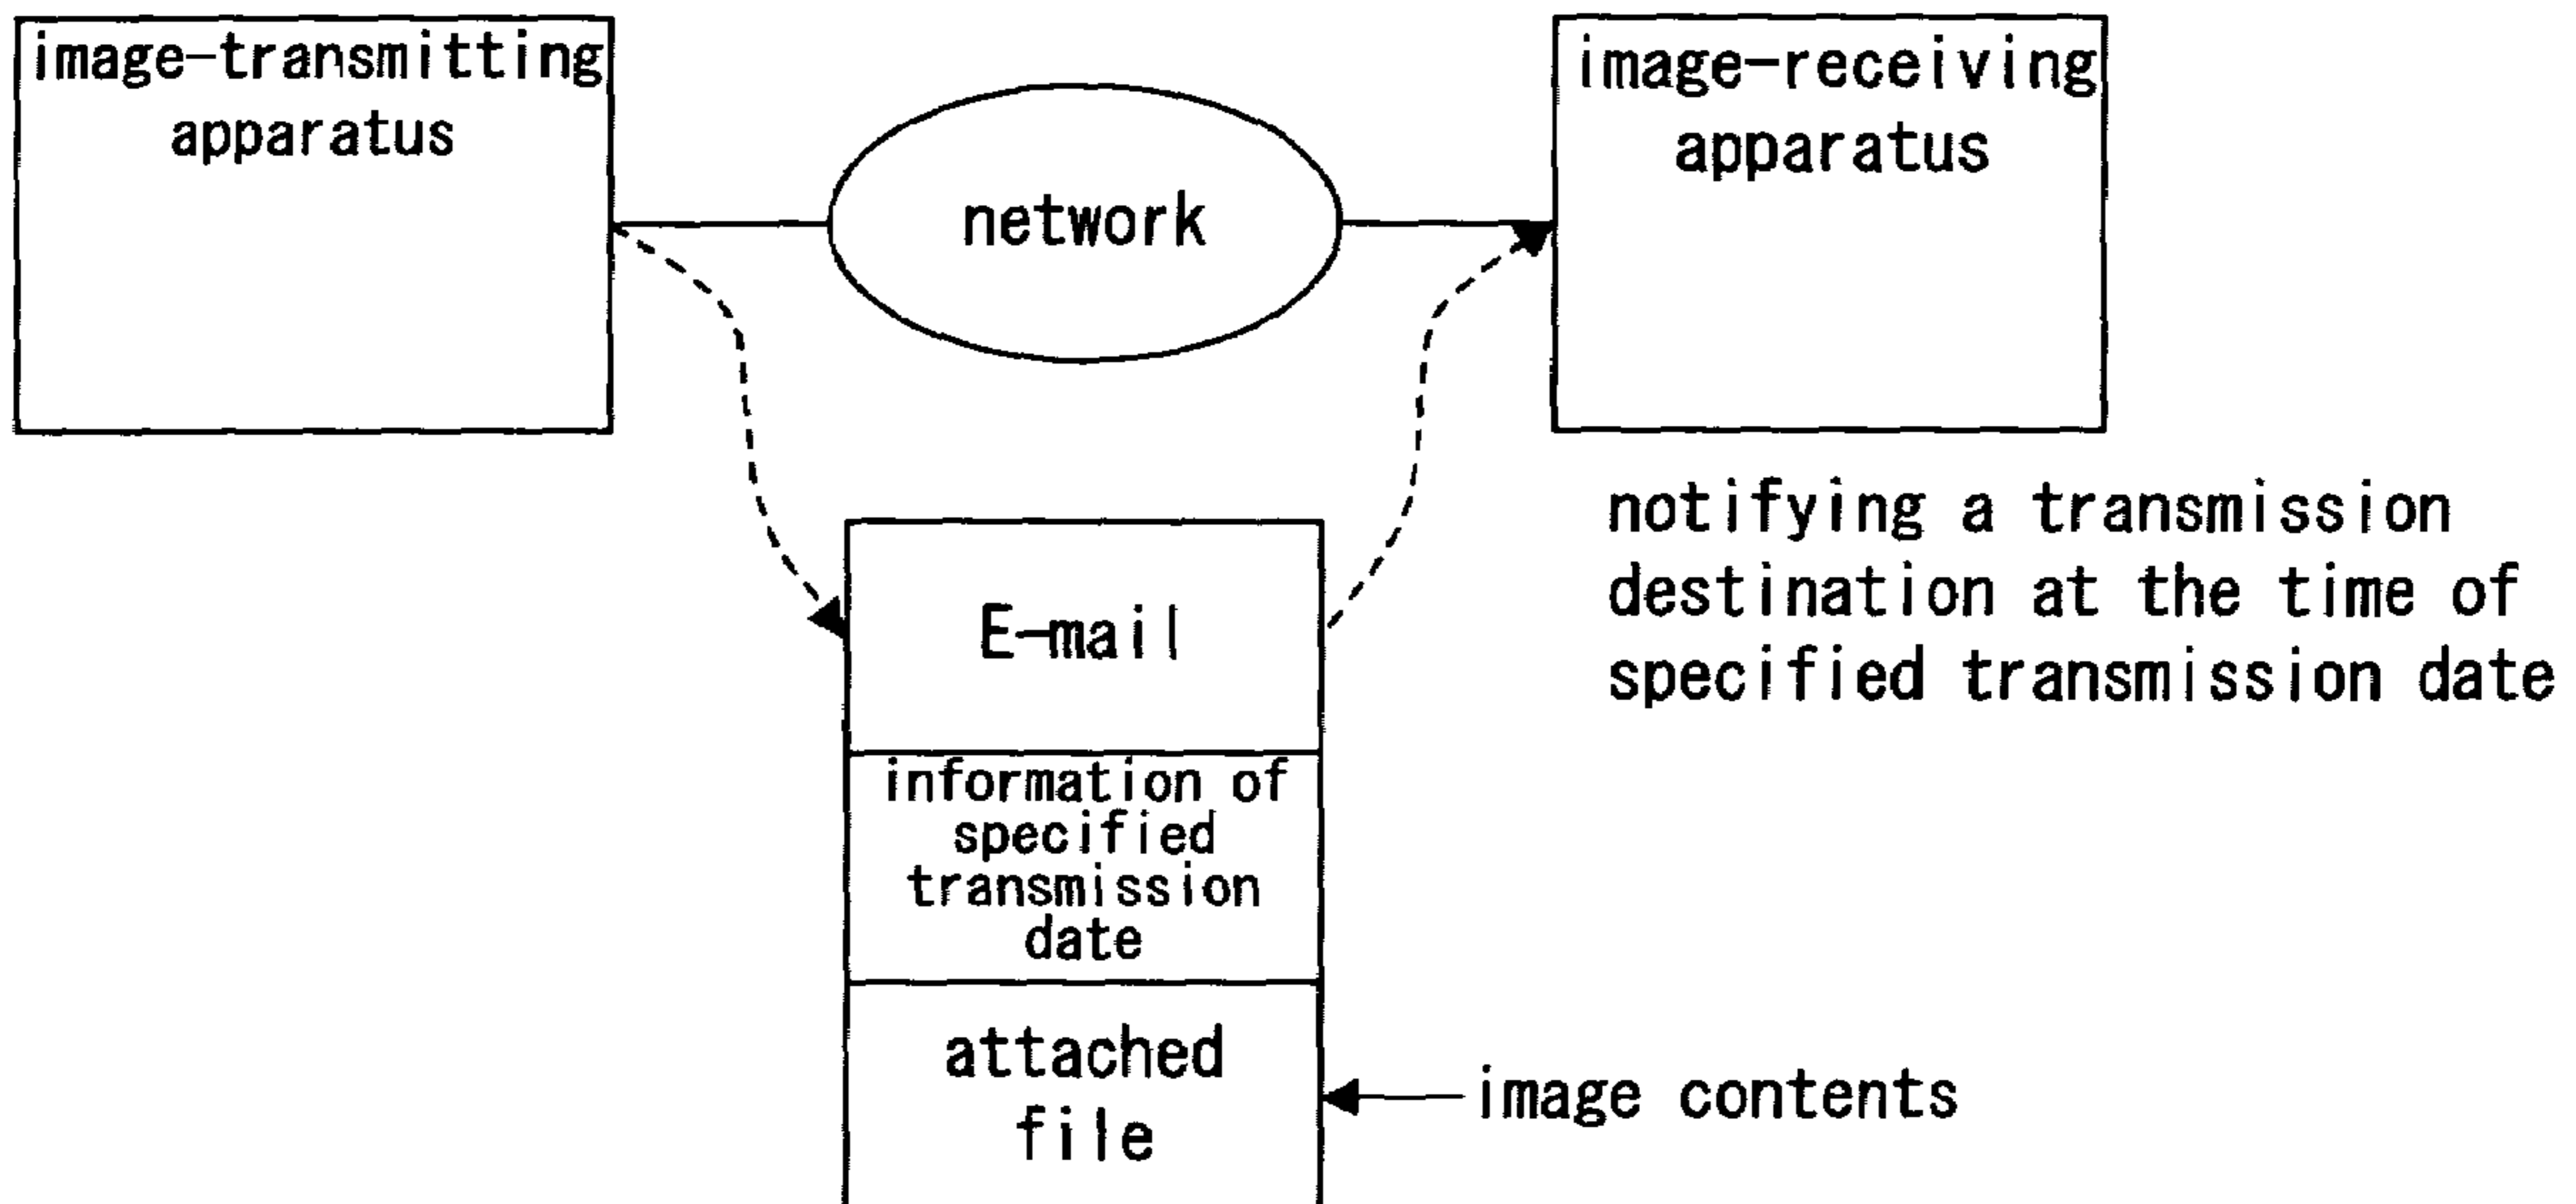 image-transmitting
apparatus
network
image-receiving
apparatus
notifying a transmission
destination at the time of
specified transmission date
E-mail
information of
specified
transmission
date
attached
file
image contents